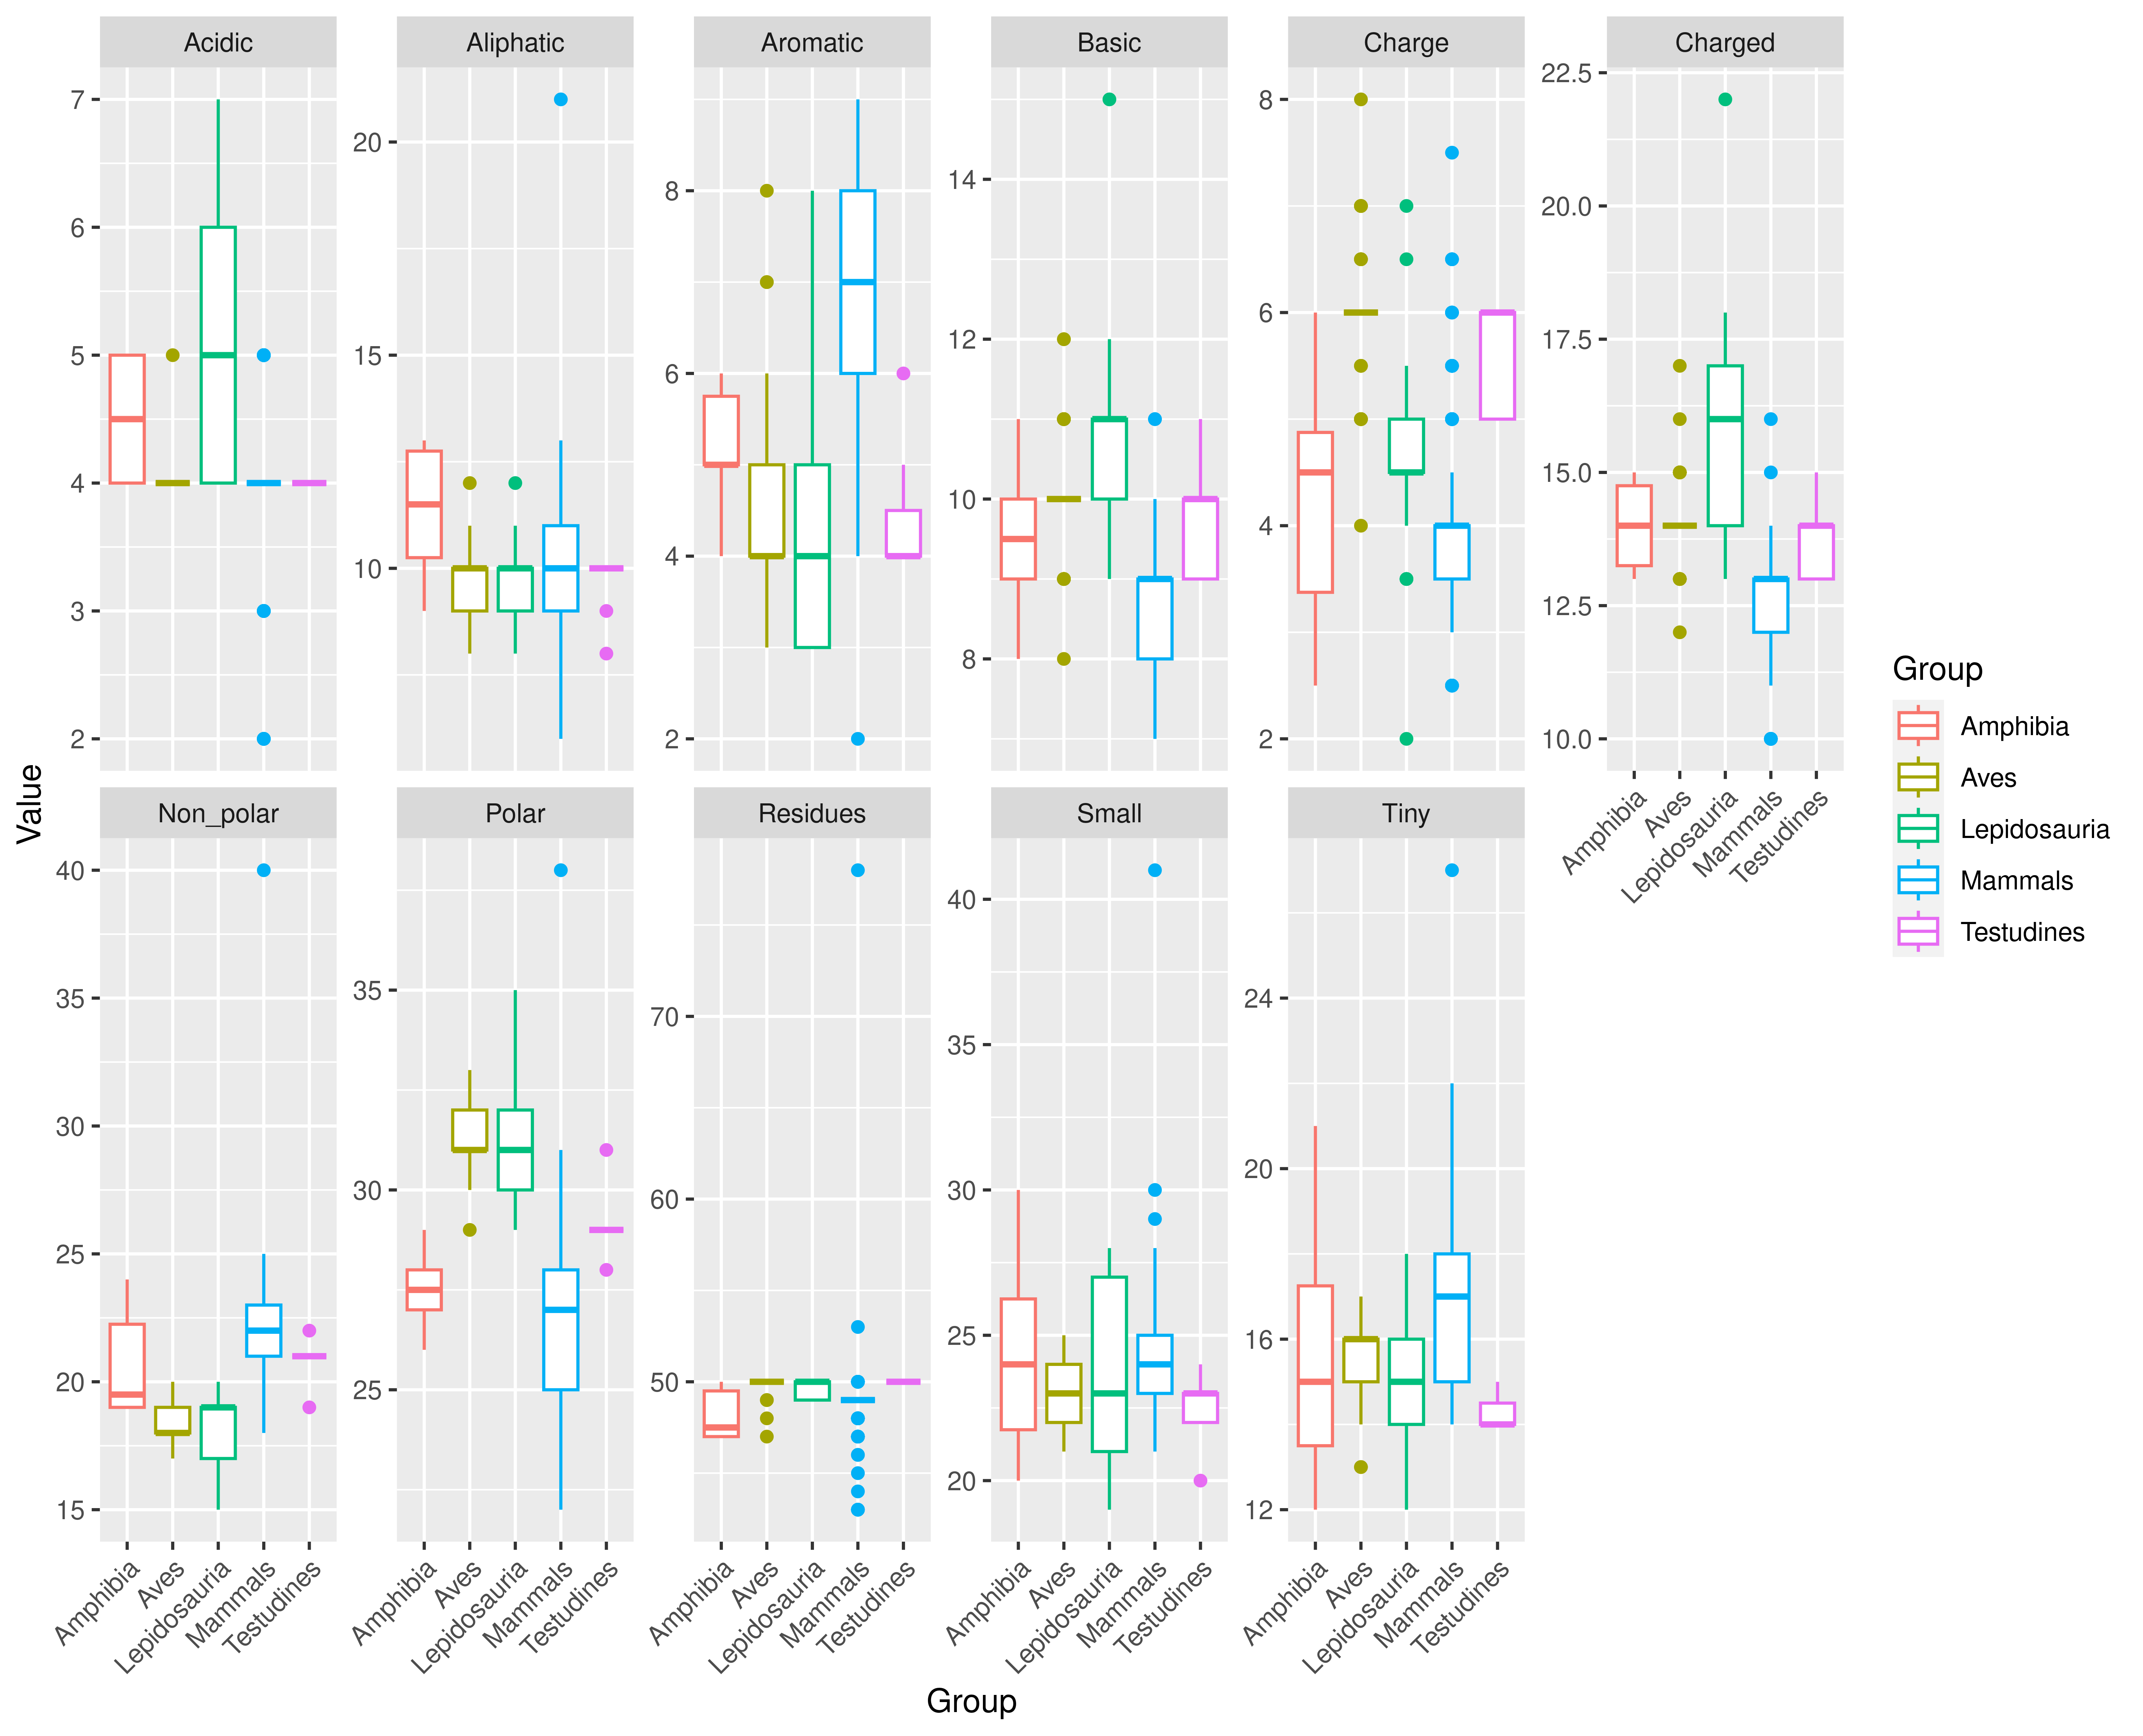 Acidic
Aliphatic
Aromatic
Basic
Charge
Charged
7
6
5
4
3
2
20
15
10
8
6
4
2
14
12
10
8
8
6
4
2
22.5
20.0
17.5
15.0
12.5
10.0
Amphibia
Aves
Lepidosauria
Mammals
Testudines
Value
Non_polar
Polar
Residues
Small
Tiny
40
35
30
25
20
15
35
30
25
70
60
50
40
35
30
25
20
24
20
16
12
Amphibia
Aves
Lepidosauria
Mammals
Testudines
Amphibia
Aves
Lepidosauria
Mammals
Testudines
Amphibia
Aves
Lepidosauria
Mammals
Testudines
Amphibia
Aves
Lepidosauria
Mammals
Testudines
Amphibia
Aves
Lepidosauria
Mammals
Testudines
Group
Group
Amphibia
Aves
Lepidosauria
Mammals
Testudines